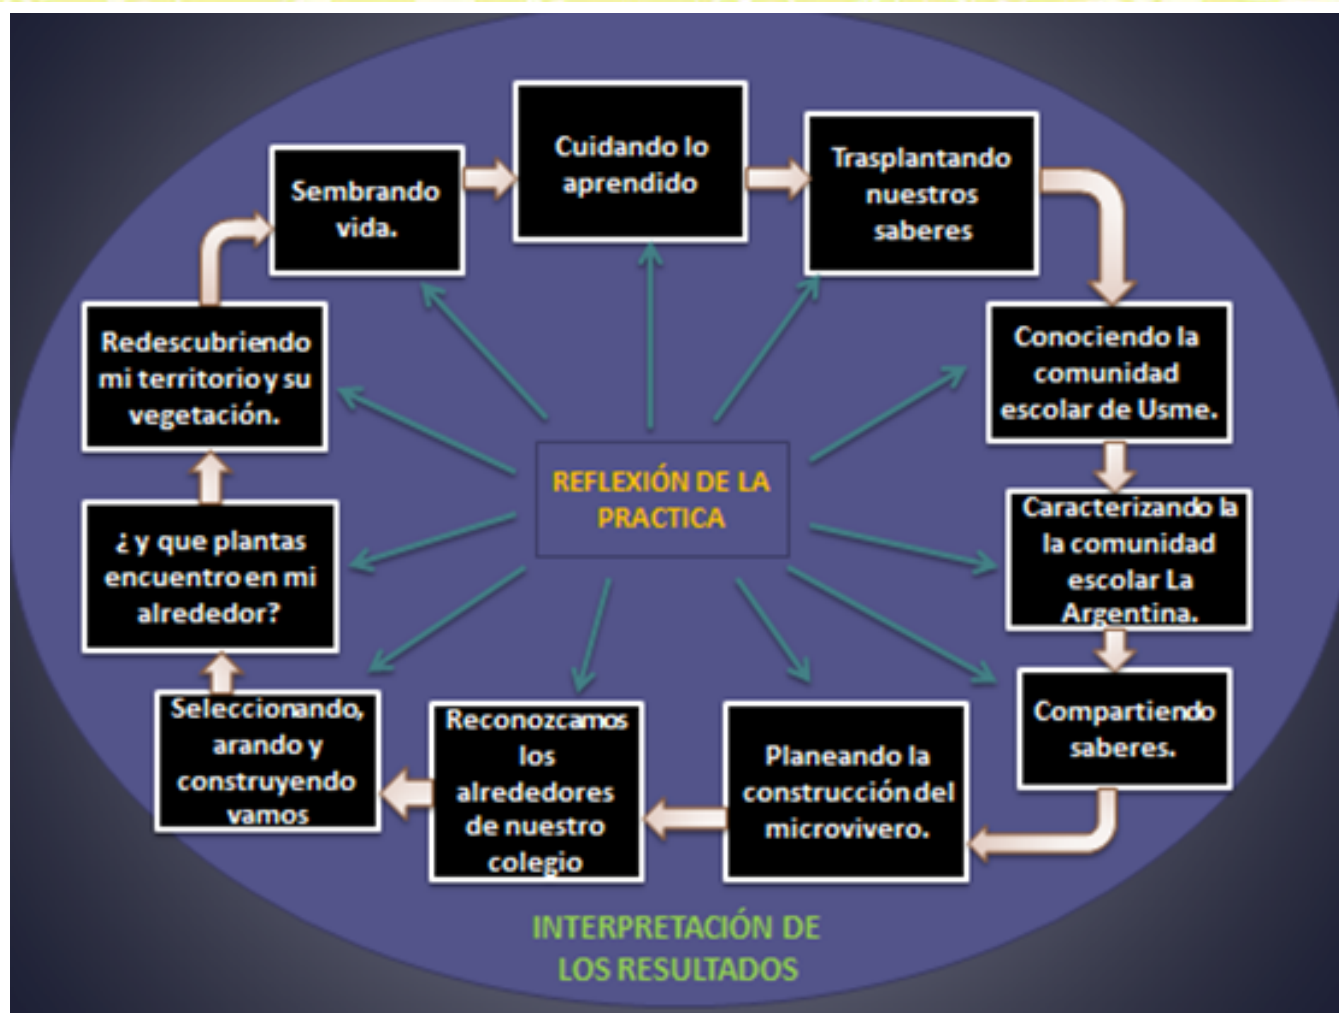 Cuidando lo
aprendido
Trasplantando
nuestros
saberes
Sembrando
vida.
Redescubriendo
mi territorio y su
vegetación.
Conociendo la
comunidad
escolar de Usme.
REFLEXIÓN DE LA
PRACTICA
¿ y que plantas
encuentro en mi
alrededor?
Caracterizando la
la comunidad
escolar La
Argentina.
Seleccionando,
arando y
construyendo
vamos
Reconozcamos
los
alrededores
de nuestro
colegio
Planeando la
construcción del
microvivero.
Compartiendo
saberes.
INTERPRETACIÓN DE
LOS RESULTADOS